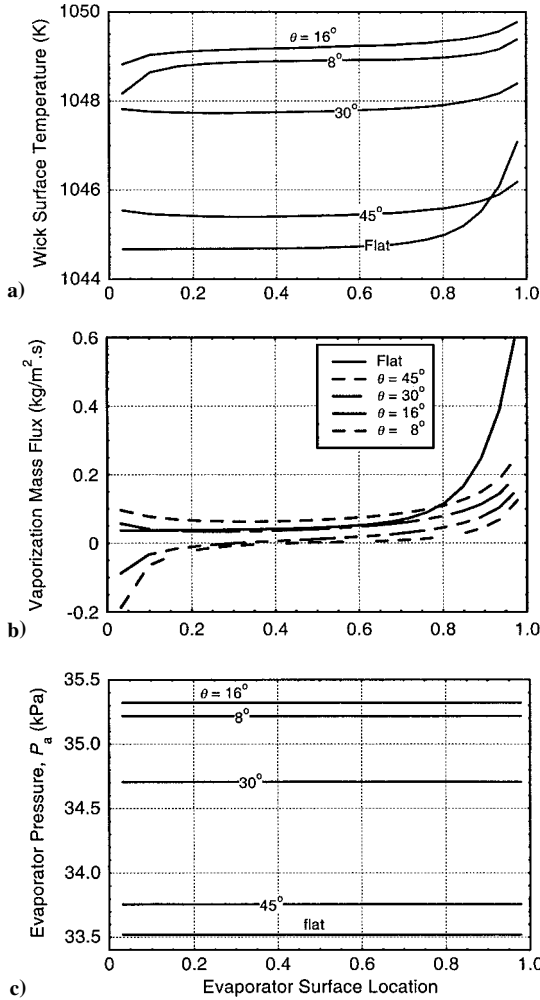 1050
θ = 16°
8°
1048
30°
1046
45°
Flat
1044
Wick Surface Temperature (K)
a)
0 0.2 0.4 0.6 0.8 1.0
0.6
Flat
θ = 45°
θ = 30°
θ = 16°
θ = 8°
0.4
0.2
0
-0.2
Vaporization Mass Flux (kg/m².s)
b)
0 0.2 0.4 0.6 0.8 1.0
35.5
θ = 16°
8°
35.0
30°
34.5
34.0
45°
flat
33.5
Evaporator Pressure, Pa (kPa)
c)
0 0.2 0.4 0.6 0.8 1.0
Evaporator Surface Location